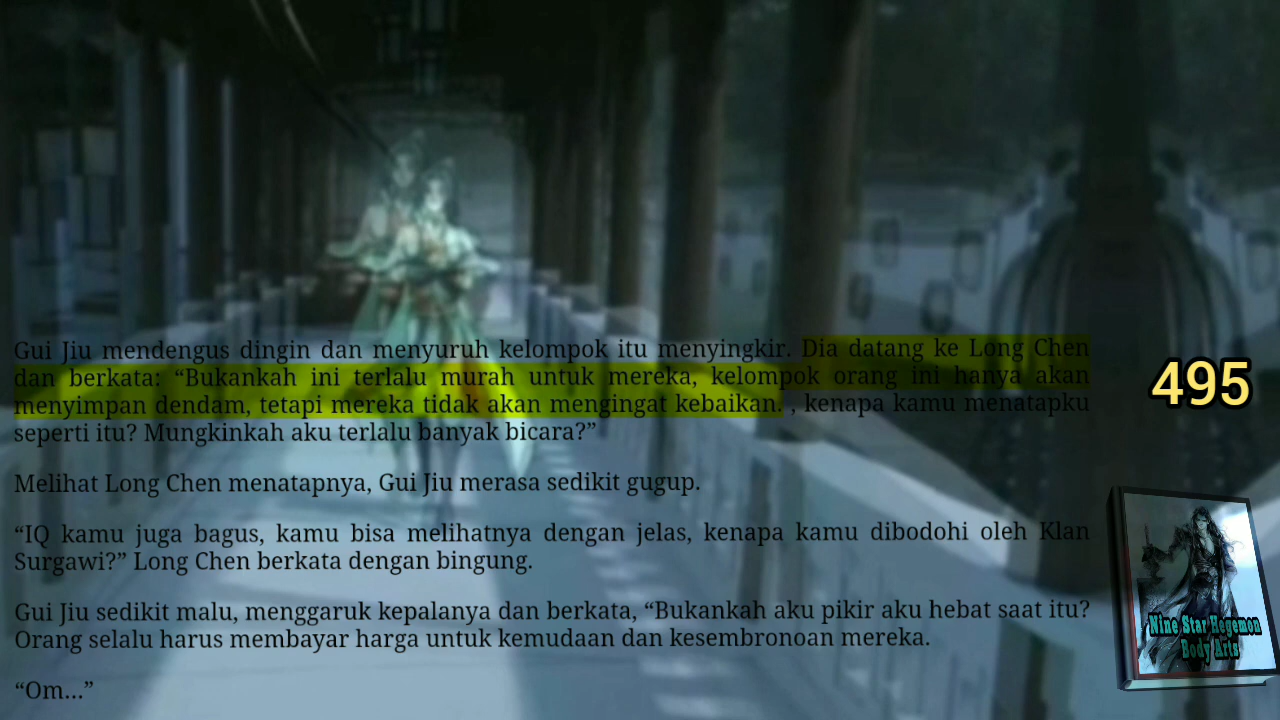 Gui Jiu mendengus dingin dan menyuruh kelompok itu menyingkir. Dia datang ke Long Chen
dan berkata: “Bukankah ini terlalu murah untuk mereka, kelompok orang ini hanya akan
menyimpan dendam, tetapi mereka tidak akan mengingat kebaikan. , kenapa kamu menatapku
seperti itu? Mungkinkah aku terlalu banyak bicara?”
Melihat Long Chen menatapnya, Gui Jiu merasa sedikit gugup.
“IQ kamu juga bagus, kamu bisa melihatnya dengan jelas, kenapa kamu dibodohi oleh Klan
Surgawi?” Long Chen berkata dengan bingung.
Gui Jiu sedikit malu, menggaruk kepalanya dan berkata, “Bukankah aku pikir aku hebat saat itu?
Orang selalu harus membayar harga untuk kemudaan dan kesembronoan mereka.
“Om...”
495
Nine Star Hegemon
Body Arts